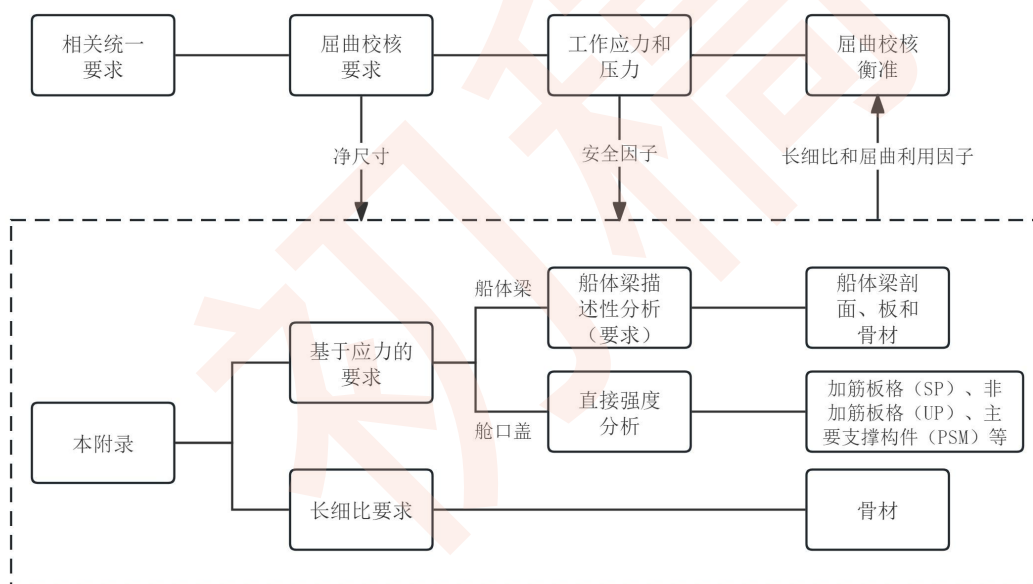 相关统一
要求
屈曲校核
要求
工作应力和
压力
屈曲校核
衡准
净尺寸
安全因子
长细比和屈曲利用因子
本附录
基于应力的
要求
长细比要求
船体梁
舱口盖
船体梁描
述性分析
（要求）
直接强度
分析
船体梁剖
面、板和
骨材
加筋板格（SP）、非
加筋板格（UP）、主
要支撑构件（PSM）等
骨材
初稿